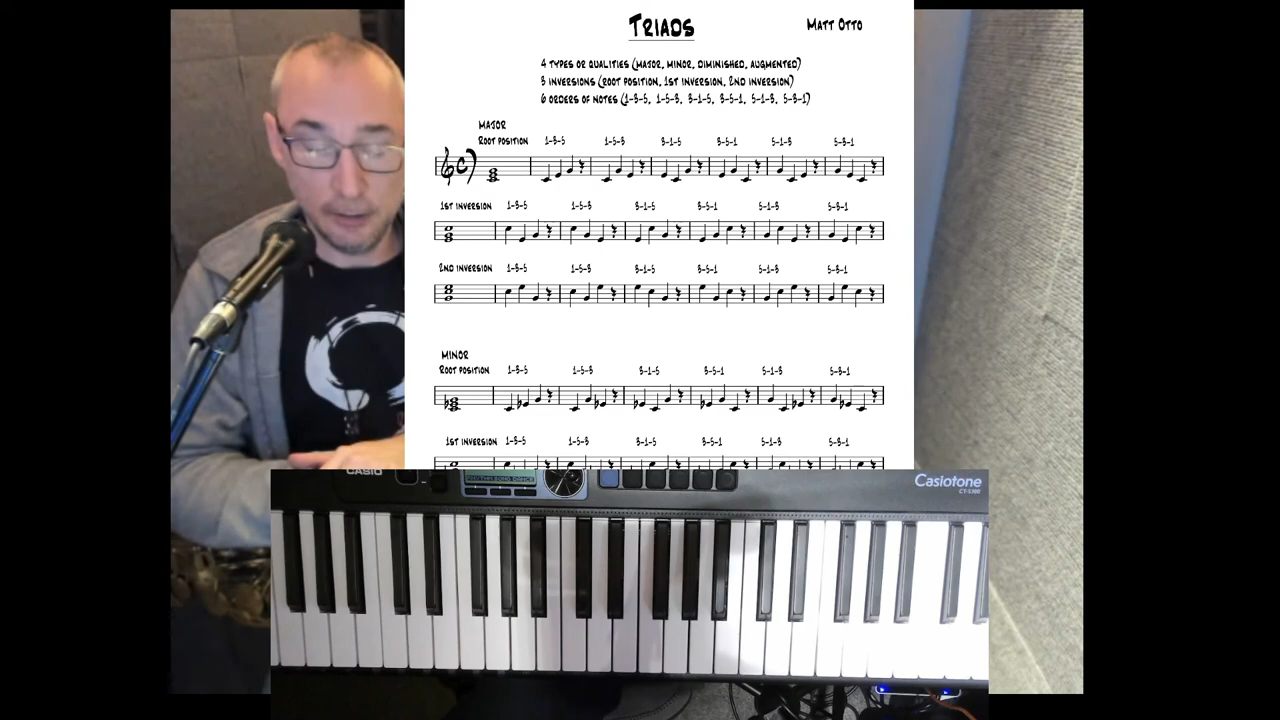 TRIADS
MATT OTTO
4 TYPES OR QUALITIES (MAJOR, MINOR, DIMINISHED, AUGMENTED)
3 INVERSIONS (ROOT POSITION, 1ST INVERSION, 2ND INVERSION)
6 ORDERS OF NOTES (1-3-5, 1-5-3, 3-1-5, 3-5-1, 5-1-3, 5-3-1)
MAJOR
ROOT POSITION 1-3-5 1-5-3 3-1-5 3-5-1 5-1-3 5-3-1
1ST INVERSION 1-3-5 1-5-3 3-1-5 3-5-1 5-1-3 5-3-1
2ND INVERSION 1-3-5 1-5-3 3-1-5 3-5-1 5-1-3 5-3-1
MINOR
ROOT POSITION 1-3-5 1-5-3 3-1-5 3-5-1 5-1-3 5-3-1
1ST INVERSION 1-3-5 1-5-3 3-1-5 3-5-1 5-1-3 5-3-1
CASIO
Casiotone
CT-S300